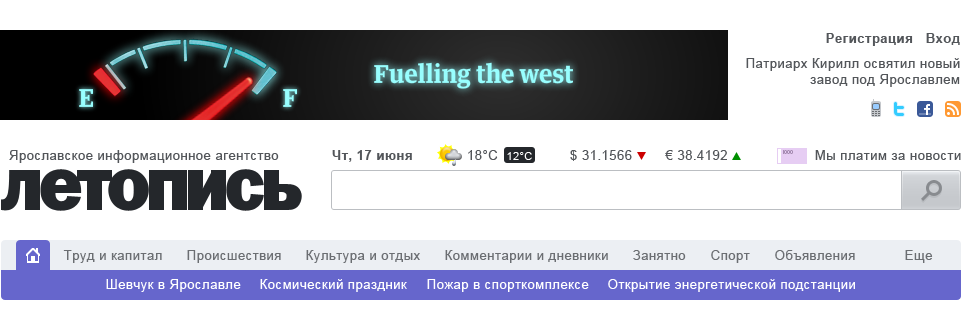 Fuelling the west
E
F
Регистрация Вход
Патриарх Кирилл освятил новый
завод под Ярославлем
Ярославское информационное агентство
летопись
Чт, 17 июня
18°C 12°C
$ 31.1566
€ 38.4192
1000
Мы платим за новости
Труд и капитал Происшествия Культура и отдых Комментарии и дневники Занятно Спорт Объявления Еще
Шевчук в Ярославле Космический праздник Пожар в спорткомплексе Открытие энергетической подстанции